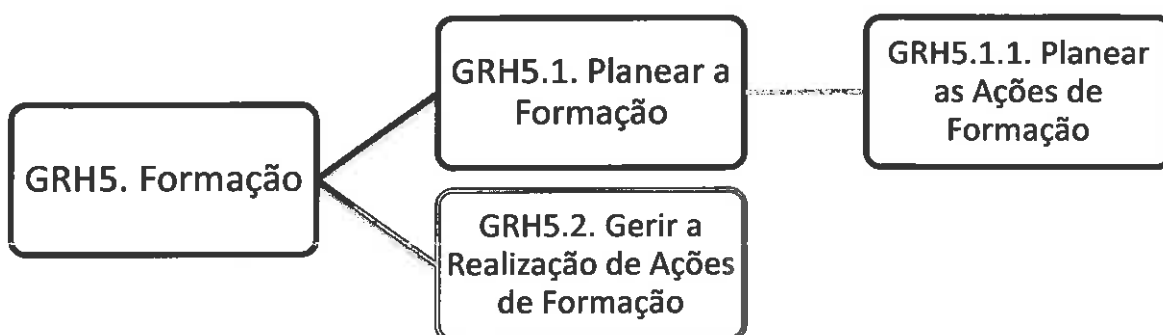 GRH5. Formação
GRH5.1. Planear a
Formação
GRH5.1.1. Planear
as Ações de
Formação
GRH5.2. Gerir a
Realização de Ações
de Formação